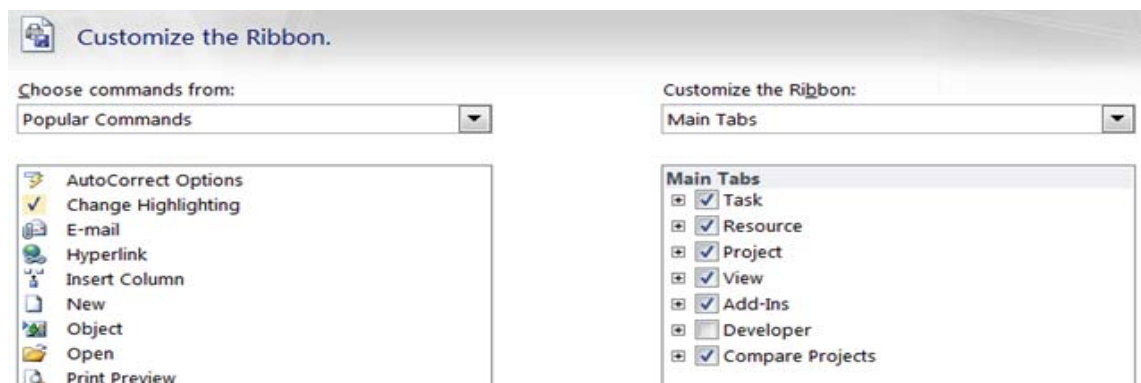 Customize the Ribbon.
Choose commands from:
Popular Commands
AutoCorrect Options
Change Highlighting
E-mail
Hyperlink
Insert Column
New
Object
Open
Print Preview
Customize the Ribbon:
Main Tabs
Main Tabs
Task
Resource
Project
View
Add-Ins
Developer
Compare Projects